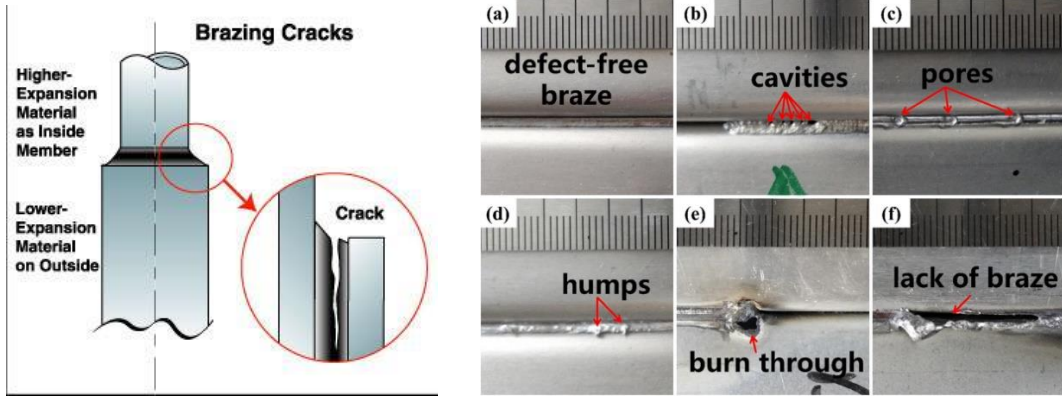 Brazing Cracks
Higher-
Expansion
Material
as Inside
Member
Lower-
Expansion
Material
on Outside
Crack
(a)
defect-free
braze
(b)
cavities
(c)
pores
(d)
humps
(e)
burn through
(f)
lack of braze